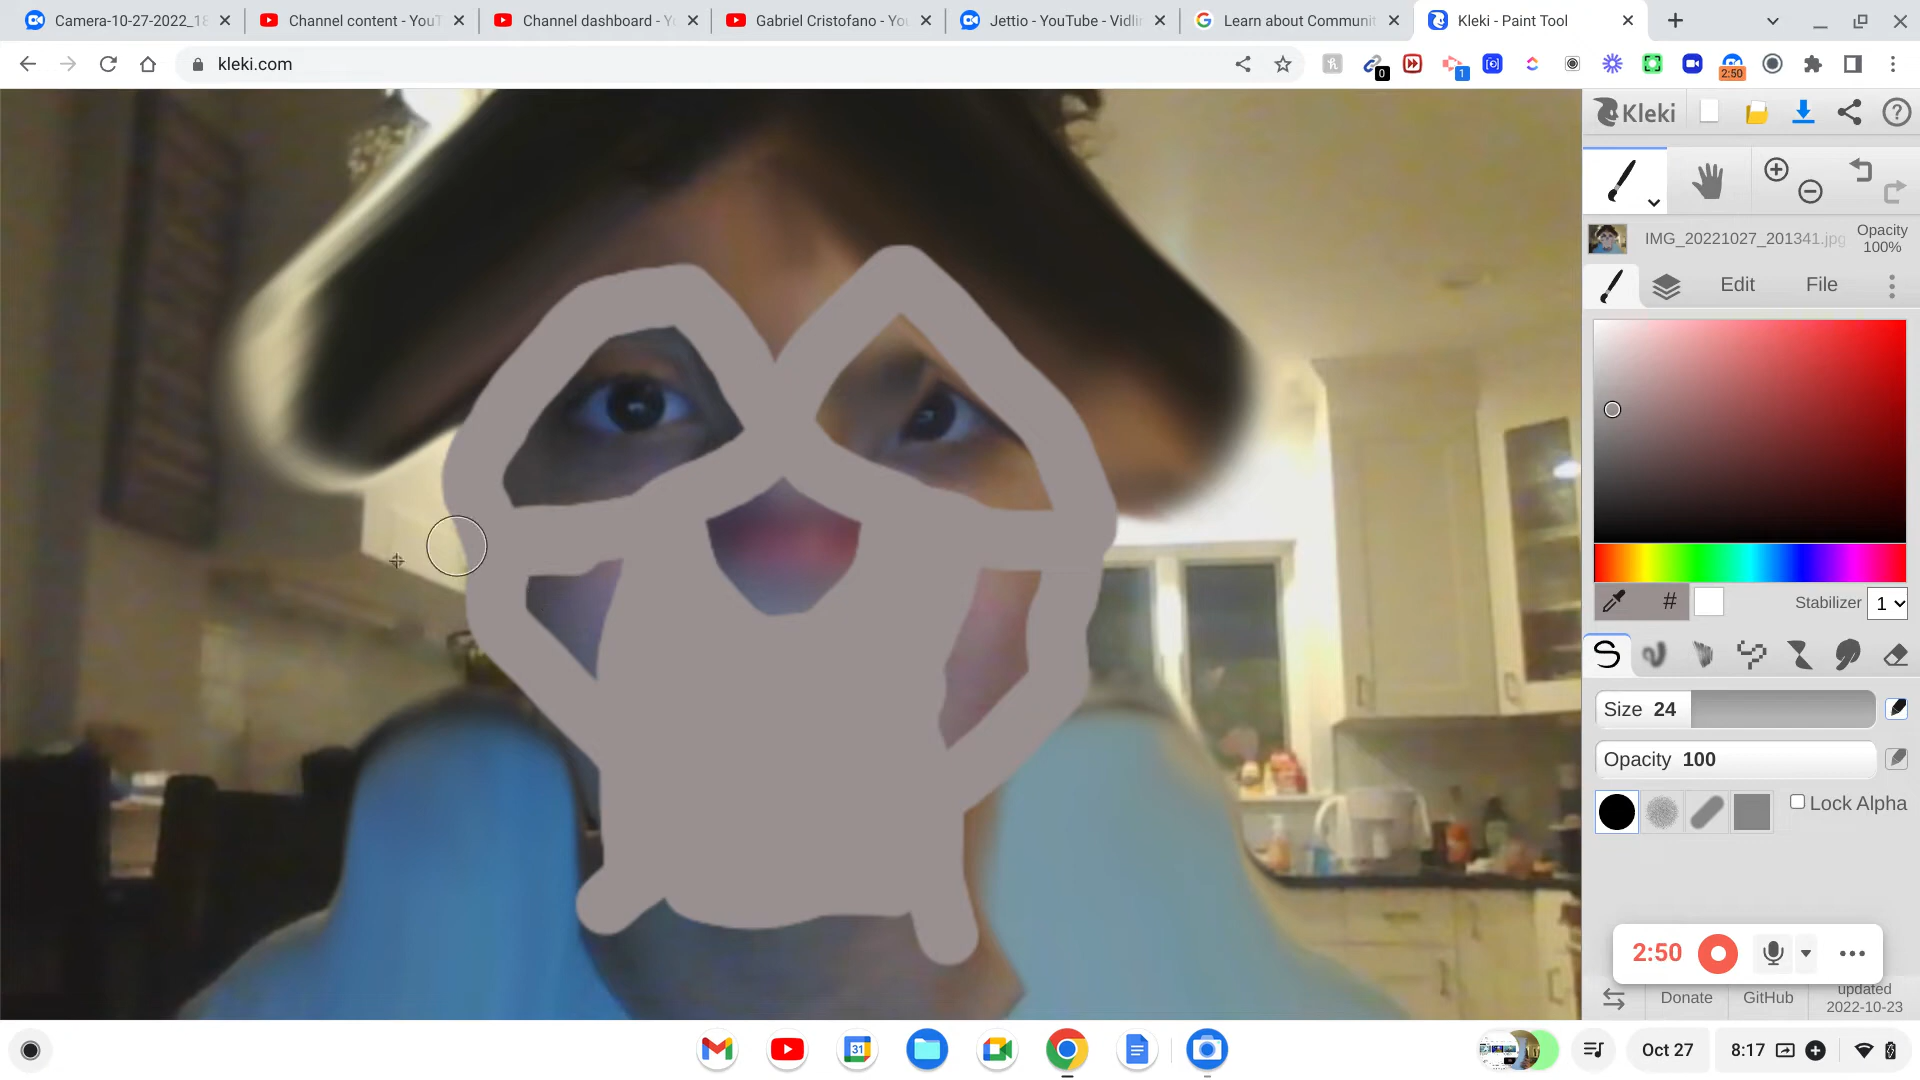 Camera-10-27-2022_18
Channel content - YouT
Channel dashboard - Y
Gabriel Cristofano - You
Jettio - YouTube - Vidli
Learn about Communit
Kleki - Paint Tool
kleki.com
0
1
2:50
Kleki
IMG_20221027_201341.jpg
Opacity
100%
Edit
File
#
Stabilizer
1
Size 24
Opacity 100
Lock Alpha
2:50
Donate
GitHub
updated
2022-10-23
31
Oct 27
8:17